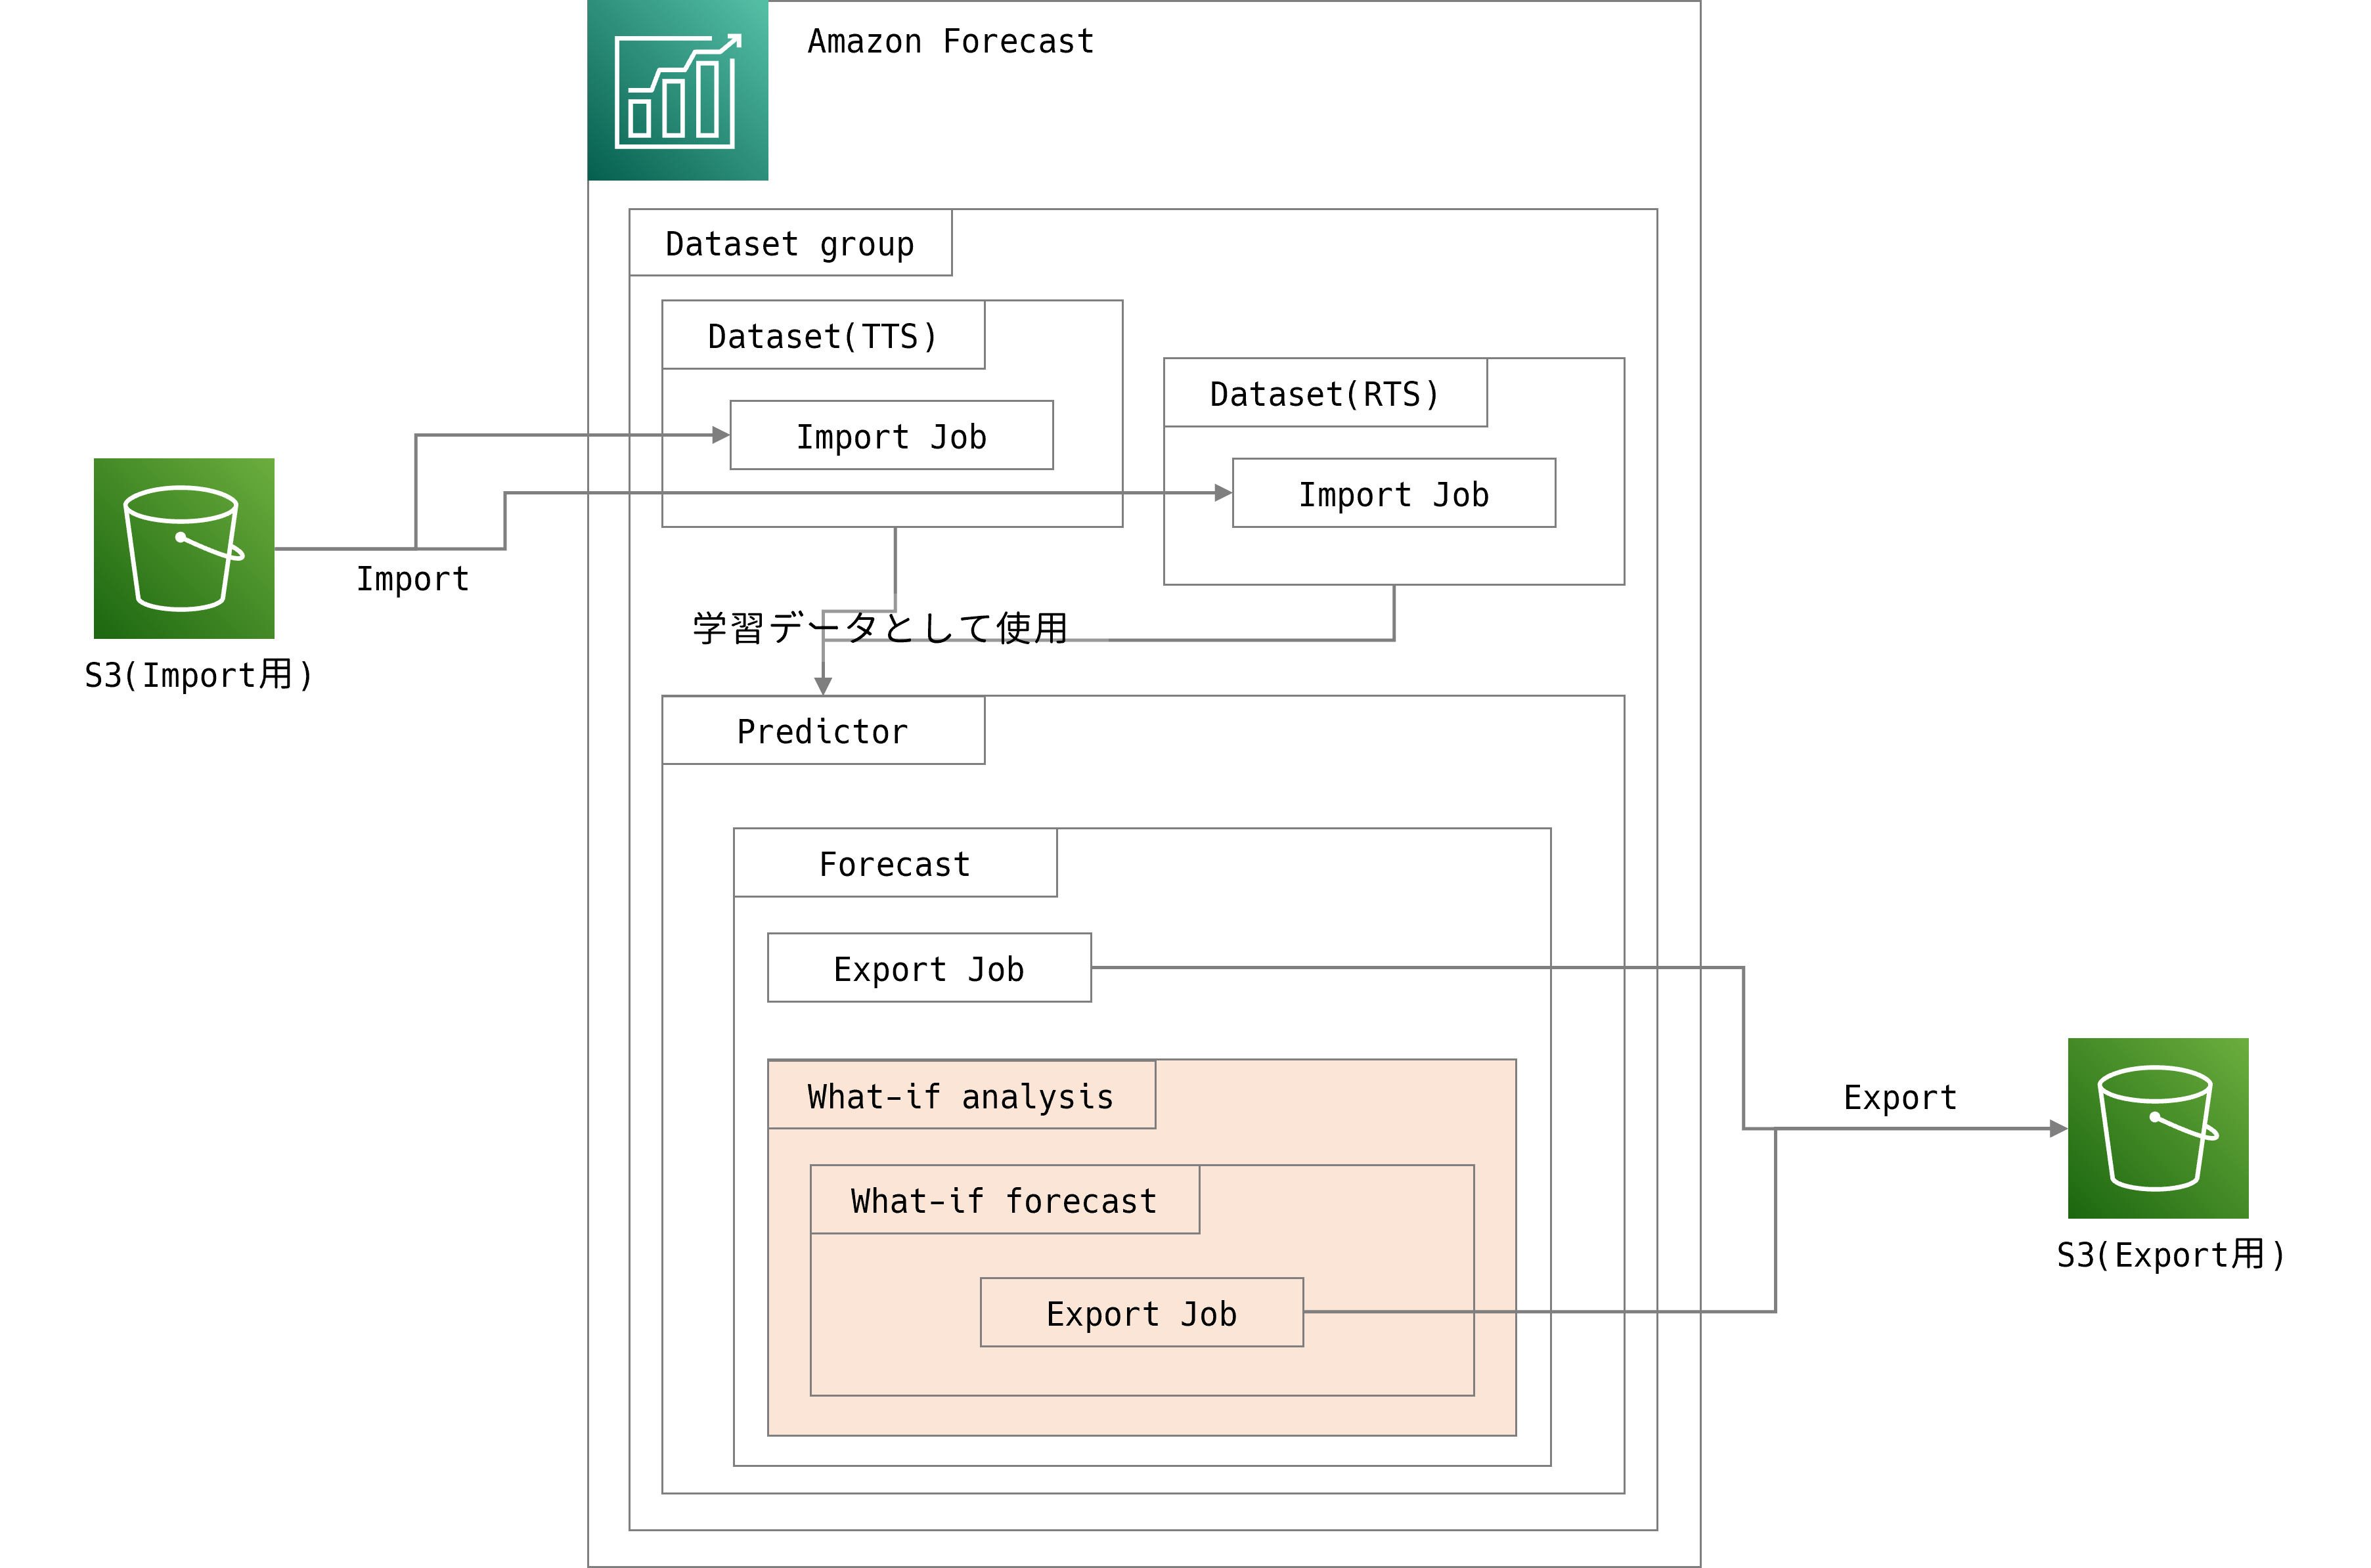 Amazon Forecast
Dataset group
Dataset(TTS)
Import Job
Dataset(RTS)
Import Job
Import
S3(Import用)
学習データとして使用
Predictor
Forecast
Export Job
What-if analysis
What-if forecast
Export Job
Export
S3(Export用)